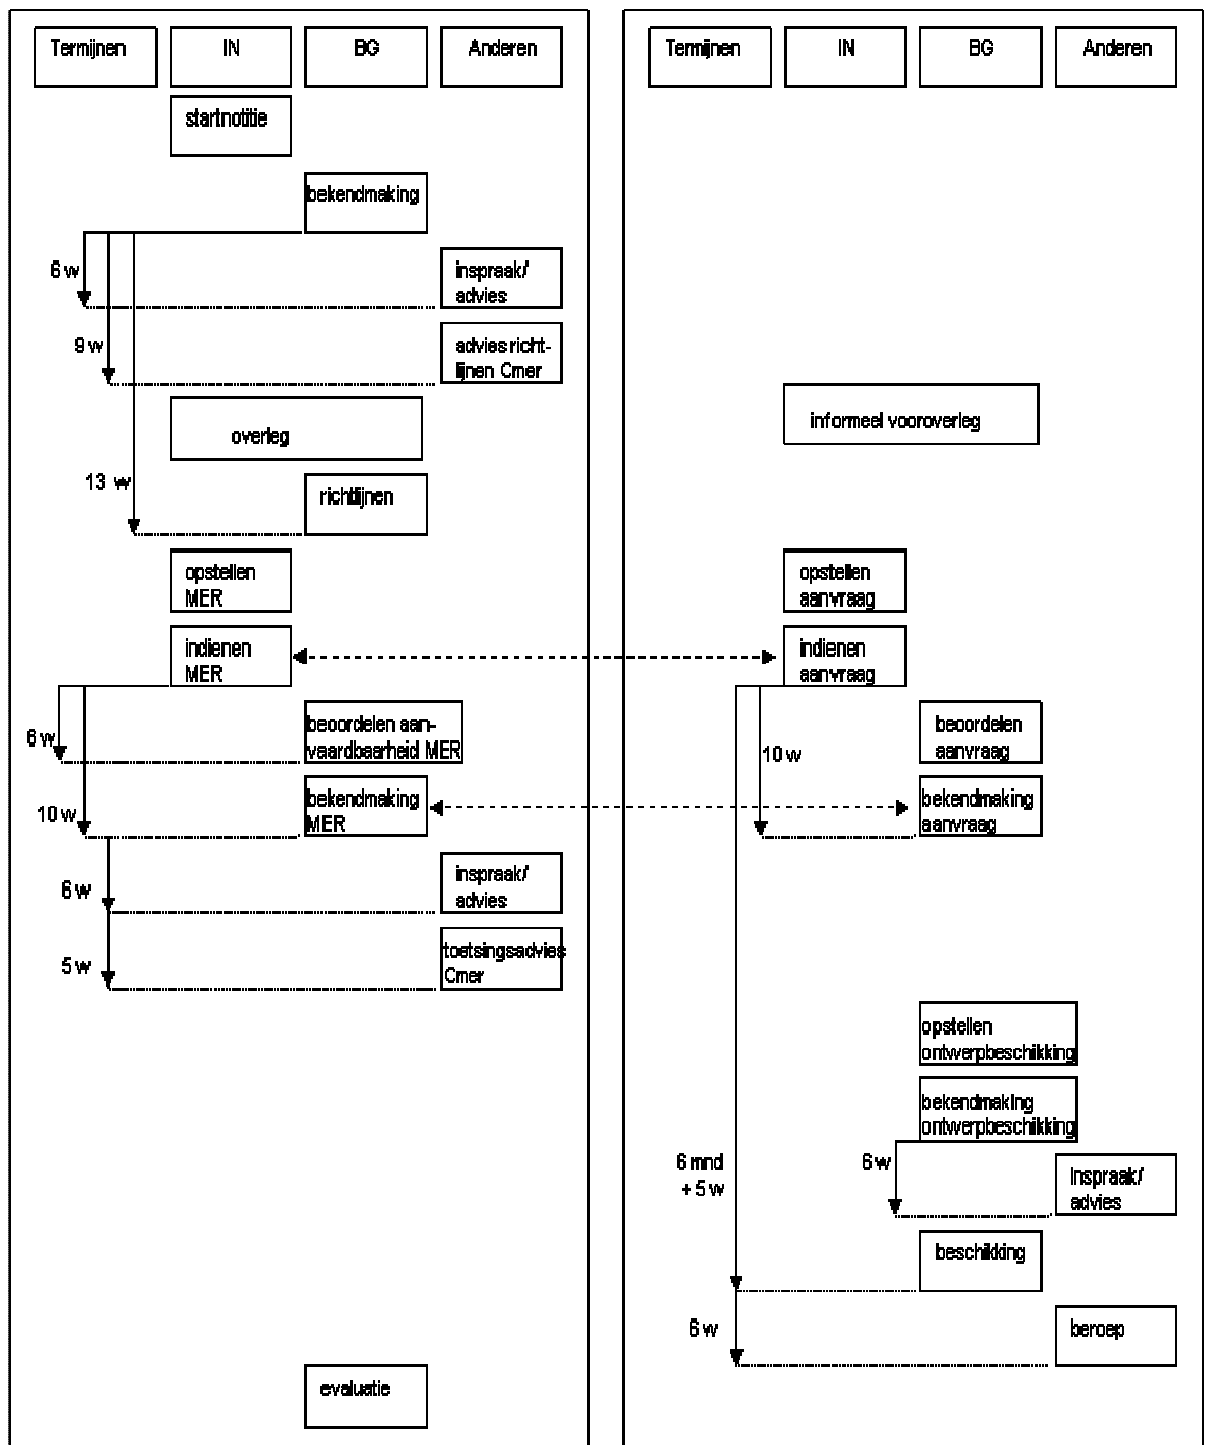 Termijnen
IN
BG
Anderen
startnotitie
bekendmaking
6 w
inspraak/
advies
9 w
advies richt-
lijnen Cmer
overleg
13 w
richtlijnen
opstellen
MER
indienen
MER
6 w
beoordelen aan-
vaardbaarheid MER
10 w
bekendmaking
MER
6 w
inspraak/
advies
5 w
toetsingsadvies
Cmer
evaluatie
Termijnen
IN
BG
Anderen
informeel vooroverleg
opstellen
aanvraag
indienen
aanvraag
10 w
beoordelen
aanvraag
bekendmaking
aanvraag
opstellen
ontwerpbeschikking
bekendmaking
ontwerpbeschikking
6 mnd
+ 5 w
6 w
Inspraak/
advies
beschikking
6 w
beroep